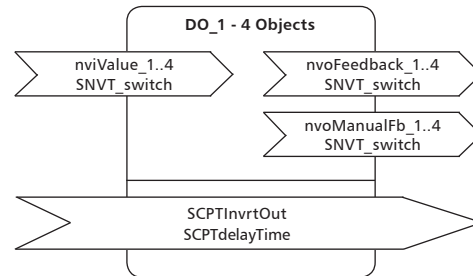 DO_1 - 4 Objects
nviValue_1..4
SNVT_switch
nvoFeedback_1..4
SNVT_switch
nvoManualFb_1..4
SNVT_switch
SCPTInvrtOut
SCPTdelayTime